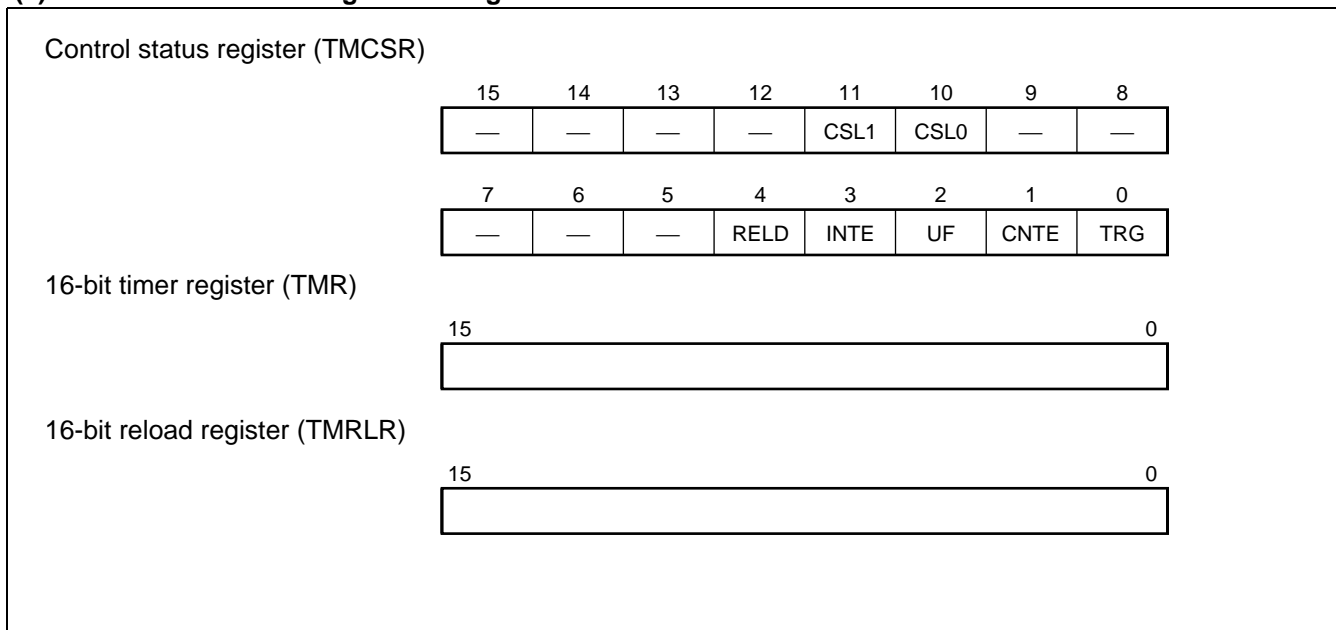 Control status register (TMCSR)
15 14 13 12 11 10 9 8
— — — — CSL1 CSL0 — —
7 6 5 4 3 2 1 0
— — — RELD INTE UF CNTE TRG
16-bit timer register (TMR)
15 0
16-bit reload register (TMRLR)
15 0